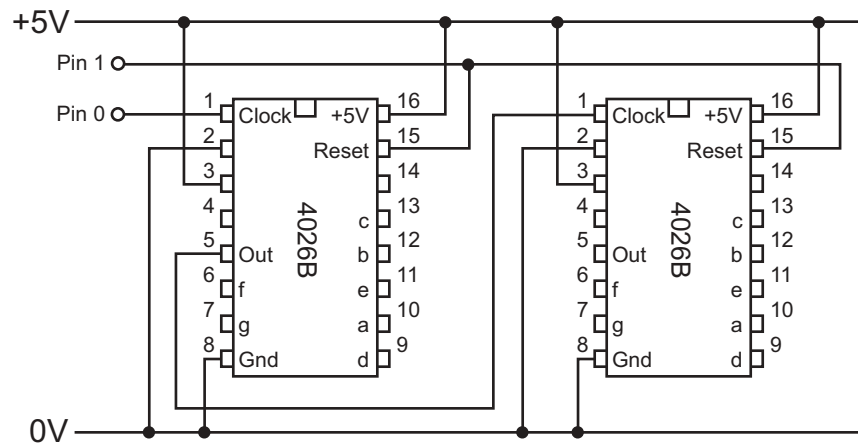 +5V
Pin 1
Pin 0
1 Clock +5V 16
2 Reset 15
3 14
4 c 13
5 Out b 12
6 f e 11
7 g a 10
8 Gnd d 9
4026B
1 Clock +5V 16
2 Reset 15
3 14
4 c 13
5 Out b 12
6 f e 11
7 g a 10
8 Gnd d 9
4026B
0V